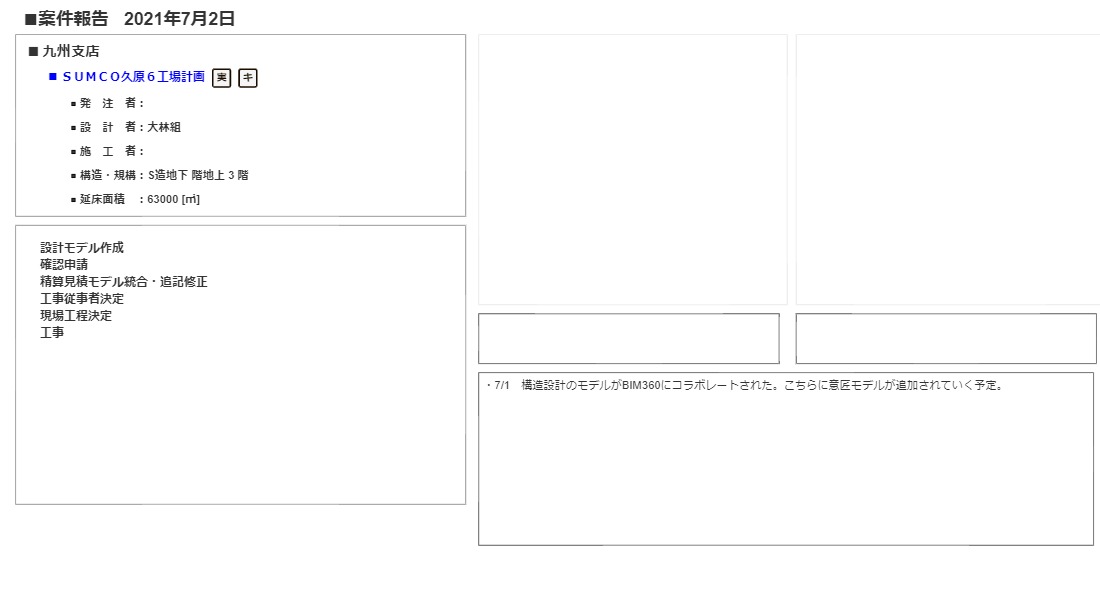 ■案件報告 2021年7月2日
■ 九州支店
■ ＳＵＭＣＯ久原６工場計画 実 キ
▪ 発　注　者：
▪ 設　計　者：大林組
▪ 施　工　者：
▪ 構造・規構：S造地下 階地上 3 階
▪ 延床面積　：63000 [㎡]
設計モデル作成
確認申請
精算見積モデル統合・追記修正
工事従事者決定
現場工程決定
工事
・7/1　構造設計のモデルがBIM360にコラボレートされた。こちらに意匠モデルが追加されていく予定。